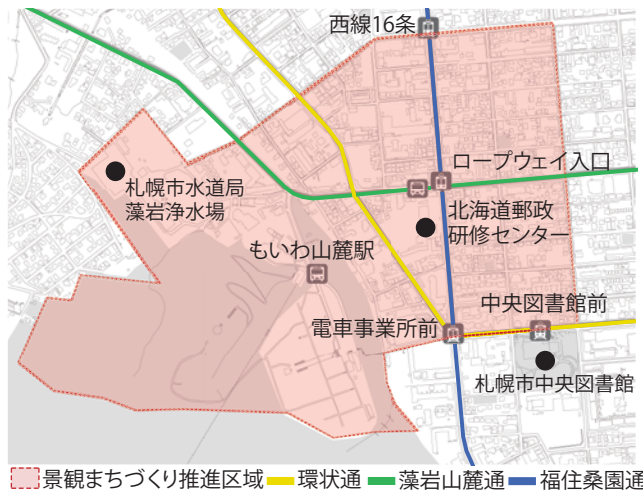 西線16条
ロープウェイ入口
札幌市水道局
藻岩浄水場
北海道郵政
研修センター
もいわ山麓駅
中央図書館前
電車事業所前
札幌市中央図書館
景観まちづくり推進区域 環状通 藻岩山麓通 福住桑園通